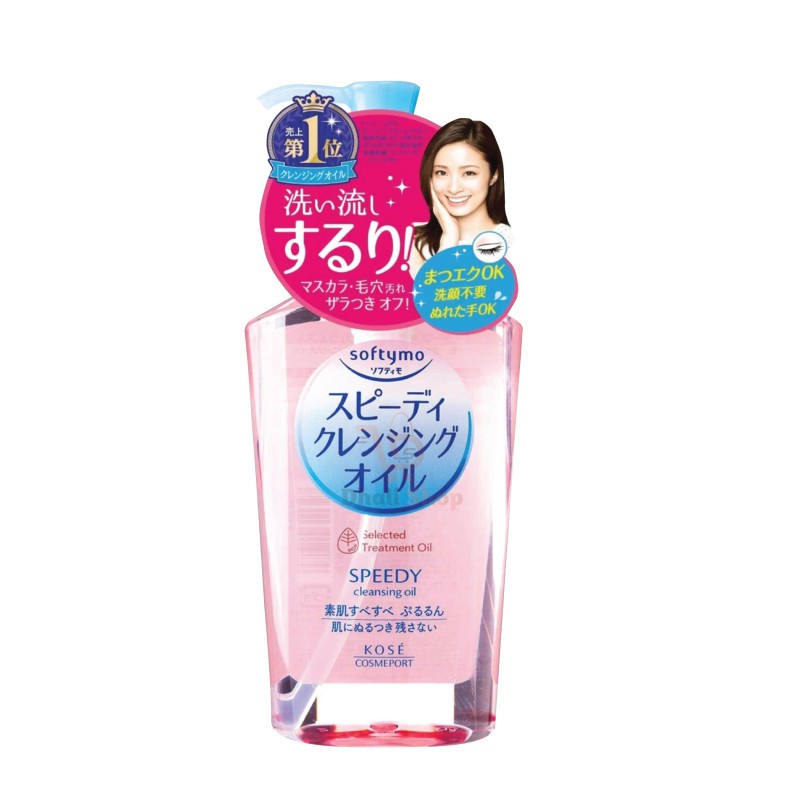 売上
第1位
クレンジングオイル
洗い流し
するり!
マスカラ・毛穴汚れ
ザラつきオフ!
まつエクOK
洗顔不要
ぬれた手OK
softymo
ソフティモ
スピーディ
クレンジング
オイル
Dhali Shop
Selected
Treatment Oil
SPEEDY
cleansing oil
素肌すべすべ ぷるるん
肌にぬるつき残さない
KOSÉ
COSMEPORT